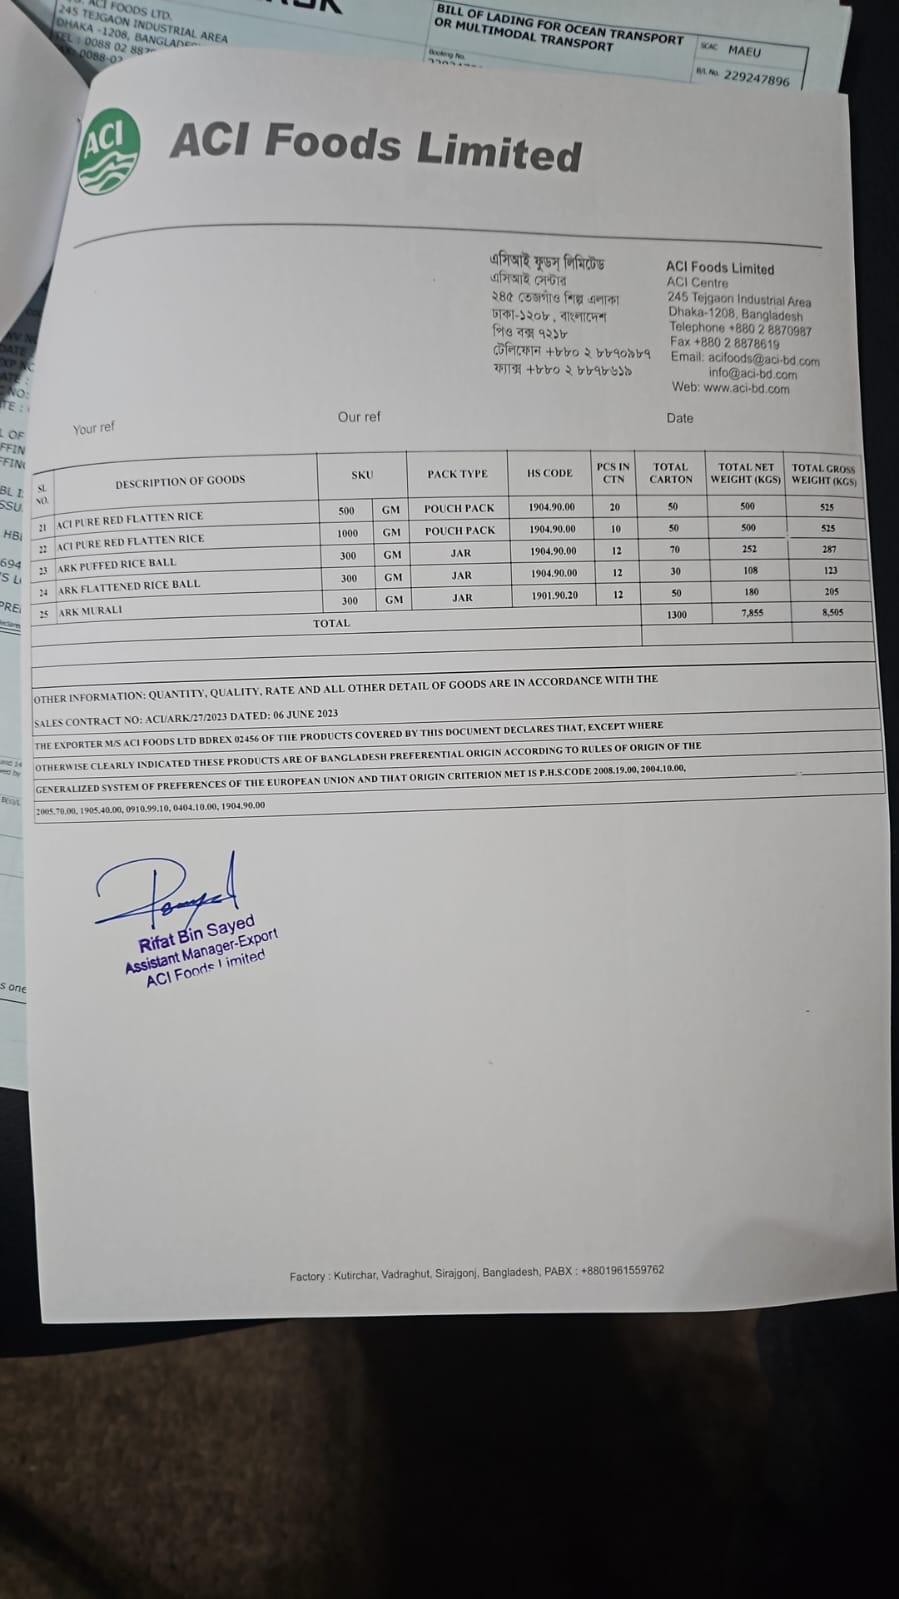 ACI FOODS LTD.
245 TEJGAON INDUSTRIAL AREA
DHAKA -1208, BANGLADE
TEL : 0088 02 887
0088-02
BILL OF LADING FOR OCEAN TRANSPORT
OR MULTIMODAL TRANSPORT
SCAC MAEU
Booking No.
B/L No. 229247896
ACI
ACI Foods Limited
এসিআই ফুডস্ লিমিটেড
এসিআই সেন্টার
২৪৫ তেজগাঁও শিল্প এলাকা
ঢাকা-১২০৮, বাংলাদেশ
পিও বক্স ৭২১৮
টেলিফোন +৮৮০ ২ ৮৮৭০৯৮৭
ফ্যাক্স +৮৮০ ২ ৮৮৭৮৬১৯
ACI Foods Limited
ACI Centre
245 Tejgaon Industrial Area
Dhaka-1208, Bangladesh
Telephone +880 2 8870987
Fax +880 2 8878619
Email: acifoods@aci-bd.com
info@aci-bd.com
Web: www.aci-bd.com
Your ref Our ref Date
SL NO. DESCRIPTION OF GOODS SKU PACK TYPE HS CODE PCS IN CTN TOTAL CARTON TOTAL NET WEIGHT (KGS) TOTAL GROSS WEIGHT (KGS)
21 ACI PURE RED FLATTEN RICE 500 GM POUCH PACK 1904.90.00 20 50 500 525
22 ACI PURE RED FLATTEN RICE 1000 GM POUCH PACK 1904.90.00 10 50 500 525
23 ARK PUFFED RICE BALL 300 GM JAR 1904.90.00 12 70 252 287
24 ARK FLATTENED RICE BALL 300 GM JAR 1904.90.00 12 30 108 123
25 ARK MURALI 300 GM JAR 1901.90.20 12 50 180 205
TOTAL 1300 7,855 8,505
OTHER INFORMATION: QUANTITY, QUALITY, RATE AND ALL OTHER DETAIL OF GOODS ARE IN ACCORDANCE WITH THE
SALES CONTRACT NO: ACI/ARK/27/2023 DATED: 06 JUNE 2023
THE EXPORTER M/S ACI FOODS LTD BDREX 02456 OF THE PRODUCTS COVERED BY THIS DOCUMENT DECLARES THAT, EXCEPT WHERE
OTHERWISE CLEARLY INDICATED THESE PRODUCTS ARE OF BANGLADESH PREFERENTIAL ORIGIN ACCORDING TO RULES OF ORIGIN OF THE
GENERALIZED SYSTEM OF PREFERENCES OF THE EUROPEAN UNION AND THAT ORIGIN CRITERION MET IS P.H.S.CODE 2008.19.00, 2004.10.00,
2005.70.00, 1905.40.00, 0910.99.10, 0404.10.00, 1904.90.00
Rifat Bin Sayed
Assistant Manager-Export
ACI Foods Limited
Factory : Kutirchar, Vadraghut, Sirajgonj, Bangladesh, PABX : +8801961559762